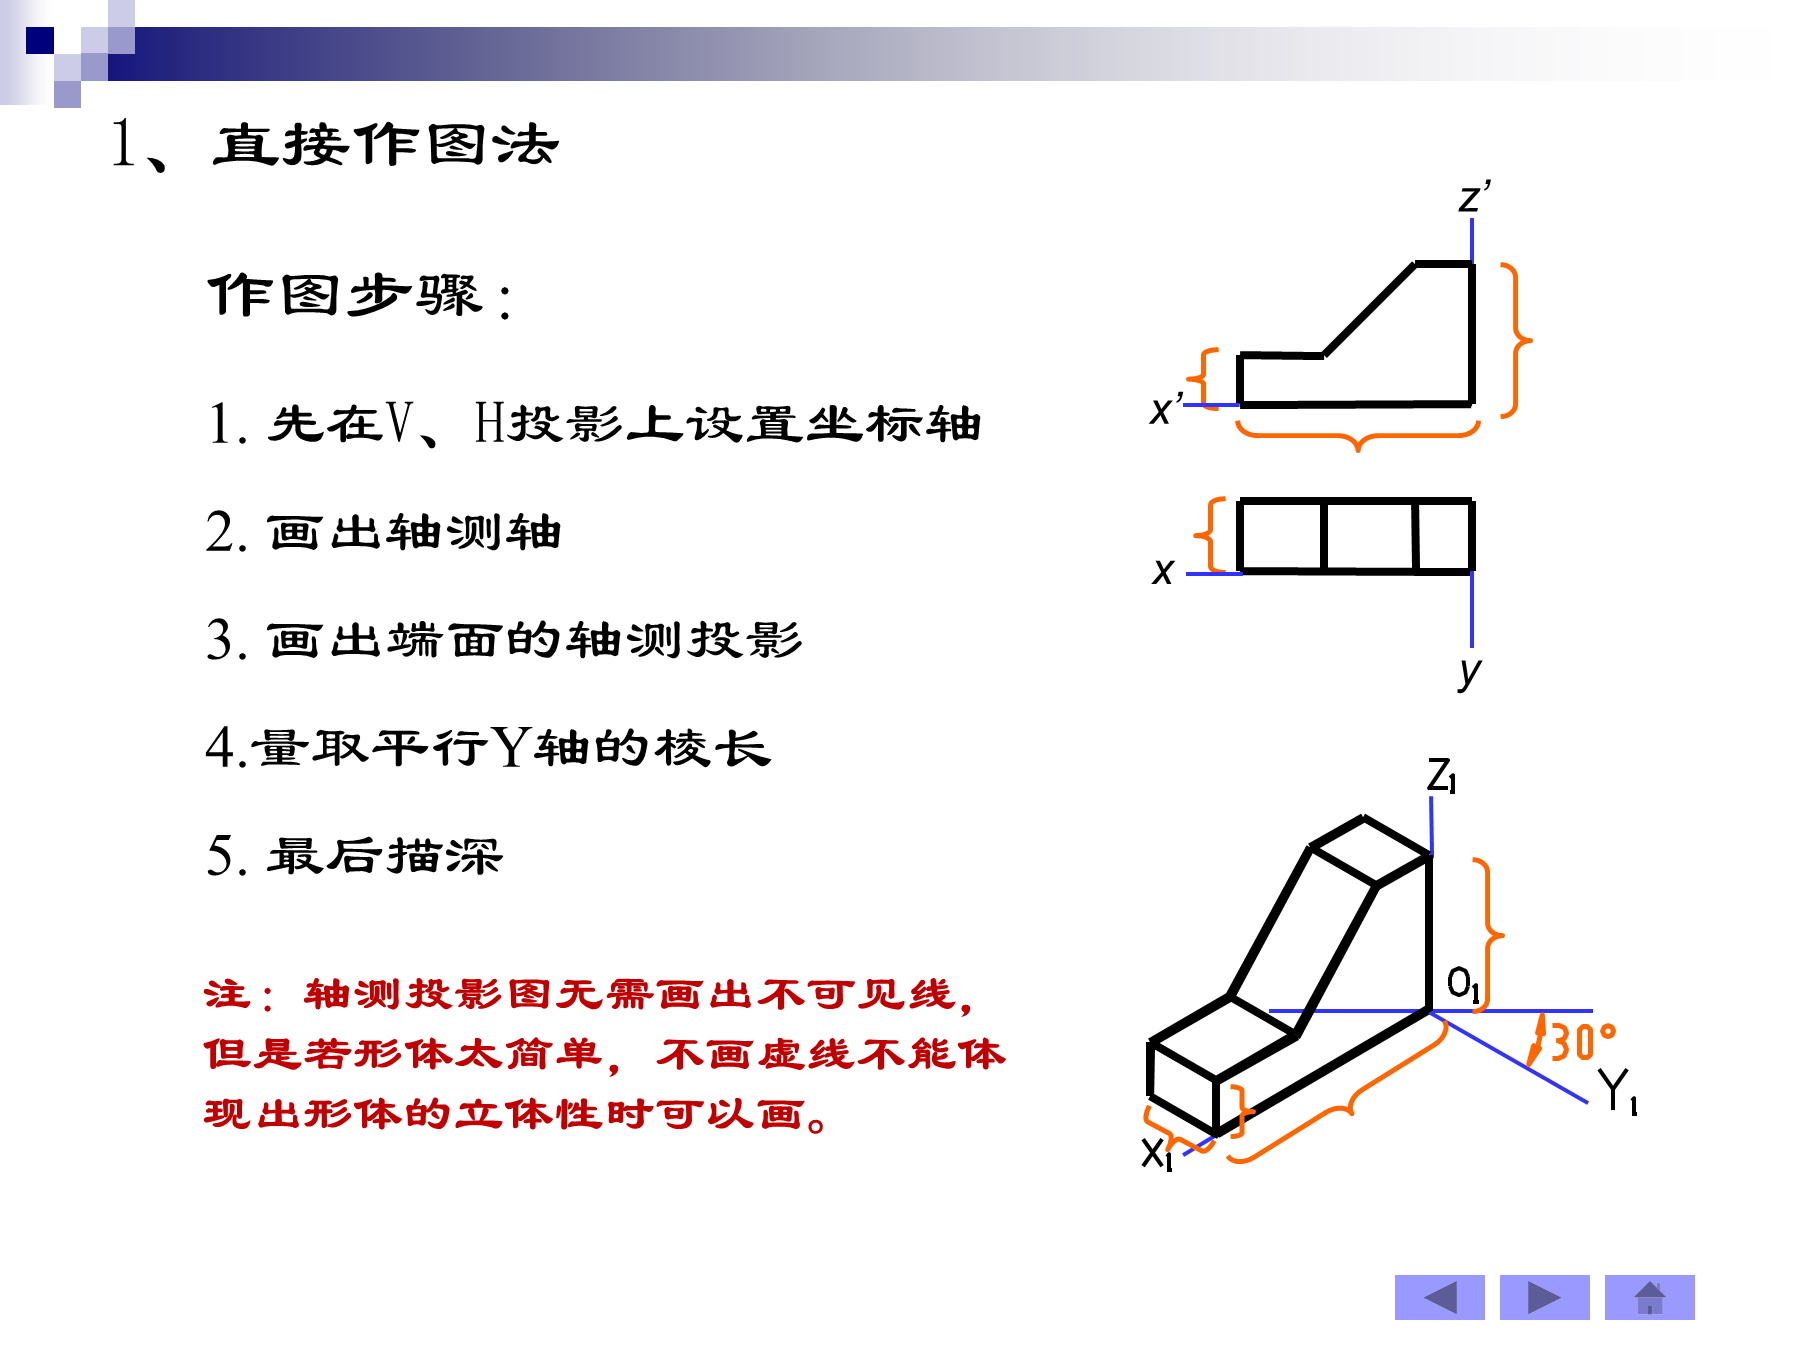 1、直接作图法
作图步骤：
1. 先在V、H投影上设置坐标轴
2. 画出轴测轴
3. 画出端面的轴测投影
4.量取平行Y轴的棱长
5. 最后描深
注：轴测投影图无需画出不可见线，
但是若形体太简单，不画虚线不能体
现出形体的立体性时可以画。
z’
x’
x
y
Z1
O1
30°
Y1
X1